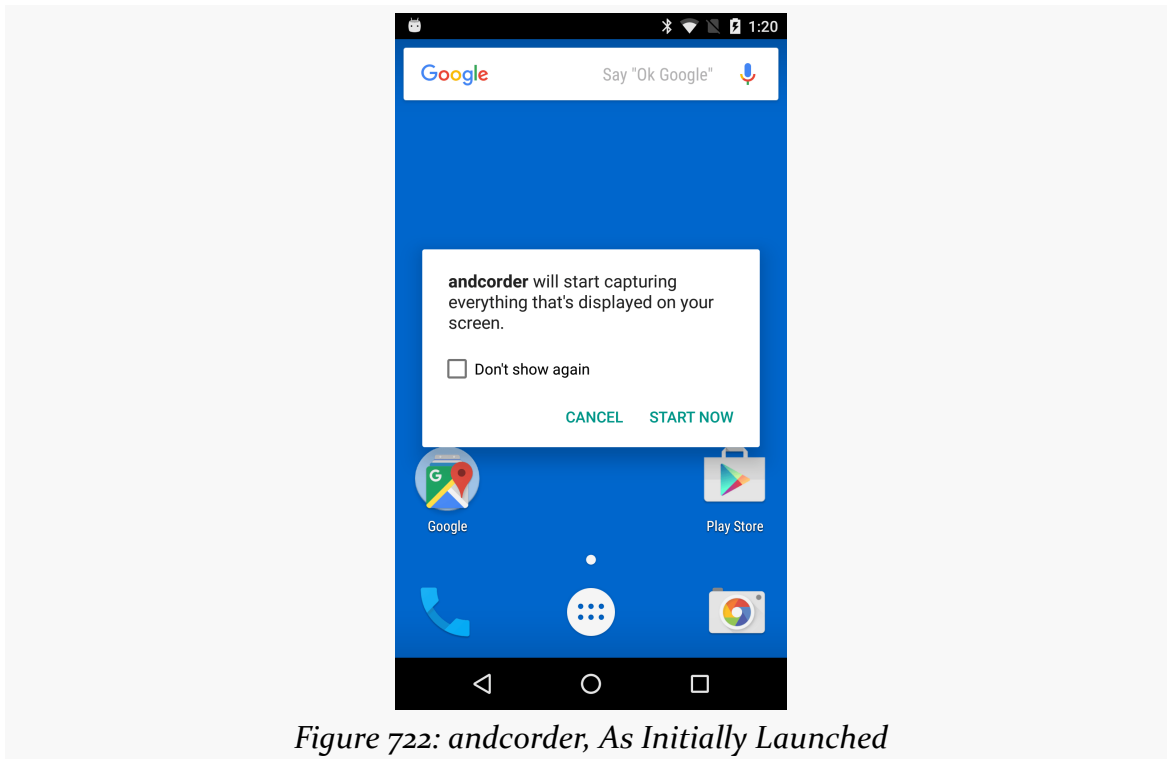 1:20
Google
Say "Ok Google"
andcorder will start capturing
everything that's displayed on your
screen.
Don't show again
CANCEL START NOW
G
Google
Play Store
Figure 722: andcorder, As Initially Launched